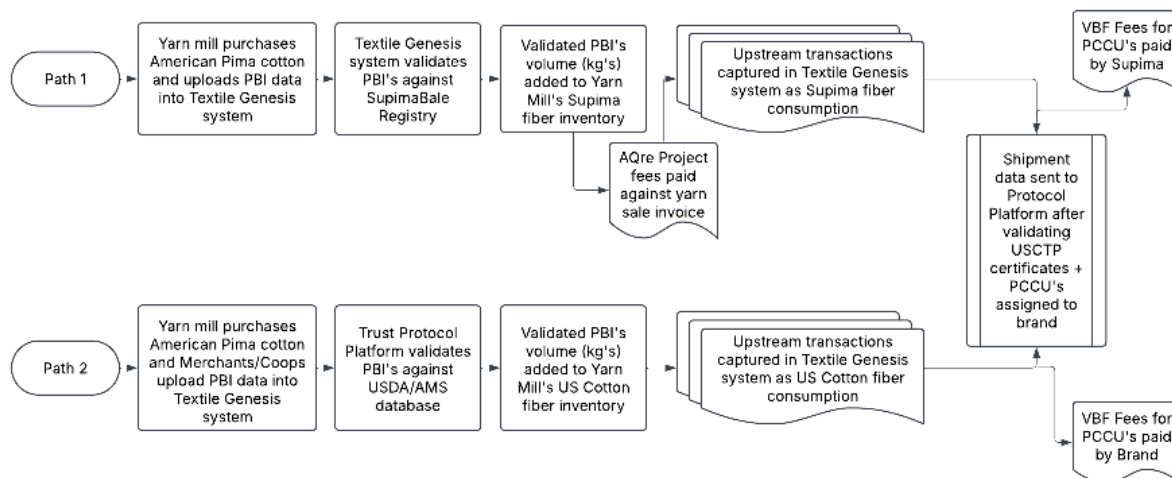 Path 1
Yarn mill purchases
American Pima cotton
and uploads PBI data
into Textile Genesis
system
Textile Genesis
system validates
PBI's against
SupimaBale
Registry
Validated PBI's
volume (kg's)
added to Yarn
Mill's Supima
fiber inventory
AQre Project
fees paid
against yarn
sale invoice
Upstream transactions
captured in Textile Genesis
system as Supima fiber
consumption
VBF Fees for
PCCU's paid
by Supima
Shipment
data sent to
Protocol
Platform after
validating
USCTP
certificates +
PCCU's
assigned to
brand
Path 2
Yarn mill purchases
American Pima cotton
and Merchants/Coops
upload PBI data into
Textile Genesis
system
Trust Protocol
Platform validates
PBI's against
USDA/AMS
database
Validated PBI's
volume (kg's)
added to Yarn
Mill's US Cotton
fiber inventory
Upstream transactions
captured in Textile Genesis
system as US Cotton fiber
consumption
VBF Fees for
PCCU's paid
by Brand